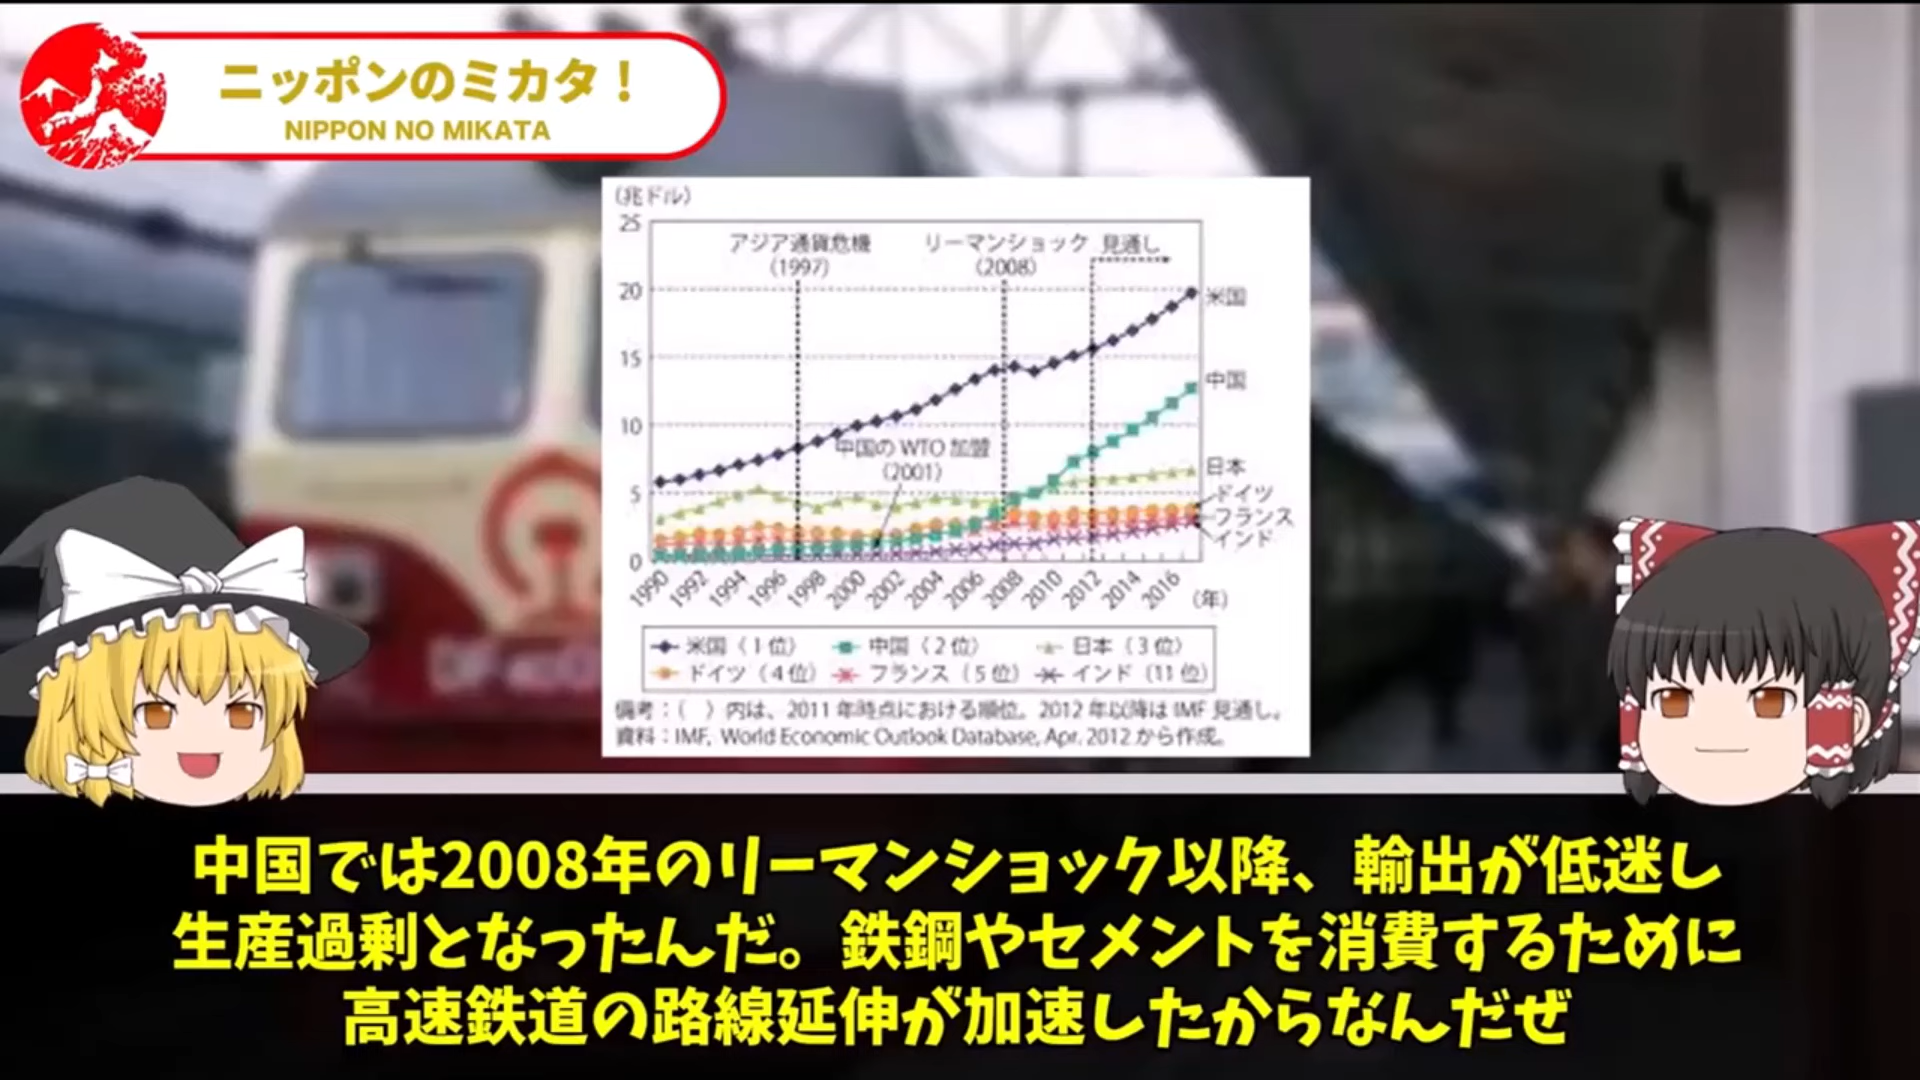 ニッポンのミカタ！
NIPPON NO MIKATA
（兆ドル）
25
20
15
10
5
0
アジア通貨危機
（1997）
リーマンショック
（2008）
見通し
中国の WTO 加盟
（2001）
米国
中国
日本
ドイツ
フランス
インド
1990 1992 1994 1996 1998 2000 2002 2004 2006 2008 2010 2012 2014 2016 （年）
米国（1位） 中国（2位） 日本（3位）
ドイツ（4位） フランス（5位） インド（11位）
備考：（　）内は、2011年時点における順位。2012年以降は IMF 見通し。
資料：IMF, World Economic Outlook Database, Apr. 2012 から作成。
中国では2008年のリーマンショック以降、輸出が低迷し
生産過剰となったんだ。鉄鋼やセメントを消費するために
高速鉄道の路線延伸が加速したからなんだぜ